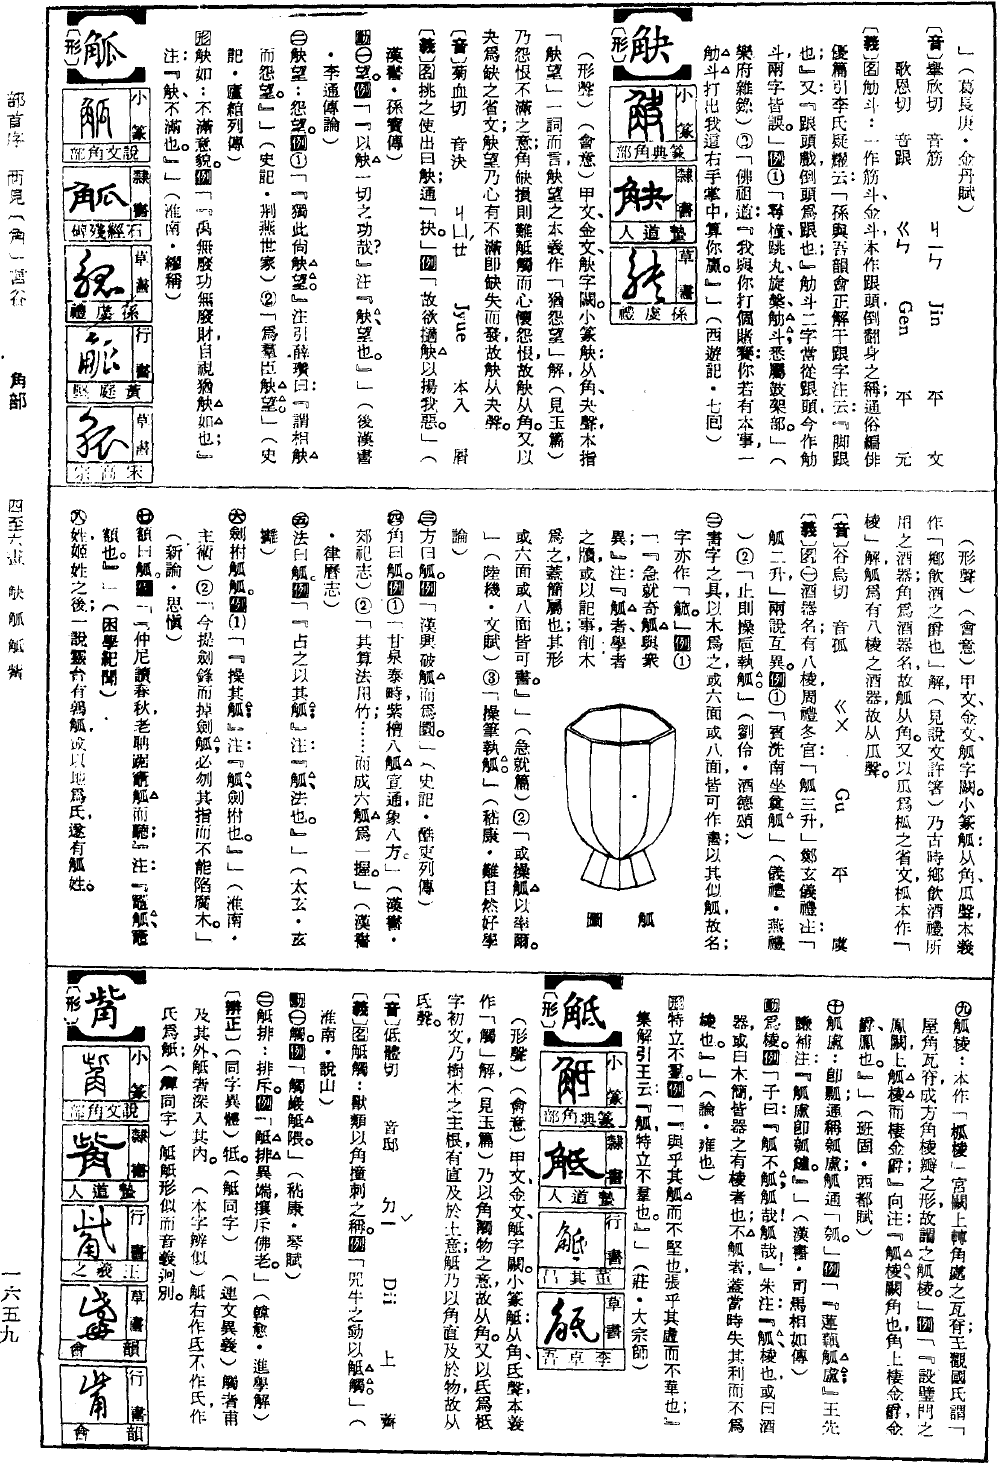 」（葛長庚·金丹賦）
〔音〕舉欣切　音筋　ㄐㄧㄣ　Jin　平　文
歌恩切　音跟　ㄍㄣ　Gen　平　元
〔義〕名觔斗：一作筋斗、金斗、本作跟頭、倒翻身之稱；通俗編俳
優篇引李氏疑耀云「孫與吾韻會正解干跟字注云：『腳跟
也』又『跟頭戲倒頭爲跟也』觔斗二字當從跟頭、今作觔
斗、兩字皆誤。」例①「尋橦跳丸、旋槃觔斗、悉屬鼓架部。」（
樂府雜錄）②「佛祖道：『我與你打個賭賽、你若有本事、一
觔斗打出我這右手掌中、算你贏。』」（西遊記·七回）
觖
〔形〕
小篆
篆典角部
隸書
蟄道人
草書
孫虔禮
（形聲）（會意）甲文、金文、觖字闕。小篆觖：从角、夬聲、本指
「觖望」一詞而言、觖望之本義作「猶怨望」解、（見玉篇）
乃怨恨不滿之意；角缺損則難觝觸而心懷怨恨、故觖从角。又以
夬爲缺之省文、觖望乃心有不滿即缺失而發、故觖从夬聲。
〔音〕菊血切　音決　ㄐㄩㄝ　Jyue　本入　屑
〔義〕名挑之使出曰觖；通「抉。」例「故欲擿觖以揚我惡。」（
漢書·孫寶傳）
動㊀望。例「『以觖一切之功哉？』注『觖、望也。』」（後漢書
·李通傳論）
㊁觖望：怨望。例①「『獨此尙觖望。』注引薛瓚曰：『謂相觖
而怨望。』」（史記·荆燕世家）②「爲羣臣觖望。」（史
記·盧綰列傳）
形觖如：不滿意貌。例「『禹無廢功、無廢財、自視猶觖如也』；
注：『觖、不滿也。』」（淮南·繆稱）
觚
〔形〕
小篆
說文角部
隸書
石經殘碑
草書
孫虔禮
行書
黃庭堅
草書
宋高宗
（形聲）（會意）甲文、金文、觚字闕。小篆觚：从角、瓜聲、本義
作「鄉飲酒之爵也」解、（見說文許箸）乃古時鄉飲酒禮所
用之酒器；角爲酒器名、故觚从角。又以瓜爲柧之省文、柧本作「
棱」解、觚爲有八棱之酒器、故从瓜聲。
〔音〕谷烏切　音孤　ㄍㄨ　Gu　平　虞
〔義〕名㊀酒器名、有八棱；周禮冬官「觚三升」、鄭玄儀禮注：「
觚二升」、兩說互異。例①「賓洗南坐奠觚」（儀禮·燕禮
）②「止則操巵執觚。」（劉伶·酒德頌）
㊁書字之具、以木爲之、或六面或八面、皆可作書、以其似觚、故名；
字亦作「觚。」例①
「『急就奇觚與衆
異』；注：『觚者、學者
之牘、或以記事、削木
爲之、蓋簡屬也、其形
或六面或八面、皆可書。』」（急就篇）②「或操觚以率爾。
」（陸機·文賦）③「操筆執觚。」（嵇康·難自然好學
論）
觚　圖
㊂方曰觚。例「漢興、破觚而爲圜。」（史記·酷吏列傳）
㊃角曰觚。例①「甘泉泰畤、紫檀八觚、宣通象八方。」（漢書·
郊祀志）②「其算法用竹；……而成六觚、爲一握。」（漢書
·律曆志）
㊄法曰觚。例「『占之以其觚』；注：『觚、法也。』」（太玄·玄
攡）
㊅劍拊觚觚。例①「『操其觚』；注：『觚、劍拊也。』」（淮南·
主術）②「今提劍鋒而掉劍觚、必刎其指、而不能陷腐木。」
（新論·思愼）
㊆額曰觚。例「『仲尼讀春秋、老聃踞竈觚而聽』；注：『竈觚、竈
額也。』」（困學紀聞）
㊇姓、姬姓之後；一說靈台有鶉觚、或以地爲氏、遂有觚姓。
㊈觚棱：本作「柧棱」、宮闕上轉角處之瓦脊；王觀國氏謂「
屋角瓦脊、成方角棱瓣之形、故謂之觚棱。」例「『設璧門之
鳳闕、上觚棱而棲金爵』；向注：『觚棱、闕角也；角上棲金爵、金
爵、鳳也。』」（班固·西都賦）
㊉觚盧：即瓢、通稱瓠盧；觚通「瓠。」例「『蓮藕觚盧』王先
謙補注：『觚盧即瓠𤬛。』」（漢書·司馬相如傳）
動爲棱。例「子曰：『觚不觚、觚哉！觚哉』朱注：『觚、棱也、或曰酒
器、或曰木簡、皆器之有棱者也；不觚者、蓋當時失其利而不爲
棱也。』」（論·雍也）
形特立不羣。例「『與乎其觚而不堅也、張乎其虛而不華也；』
集解引王云：『觚、特立不羣也。』」（莊·大宗師）
觝
〔形〕
小篆
篆典角部
隸書
蟄道人
行書
董其昌
草書
李卓吾
（形聲）（會意）甲文、金文、觝字闕。小篆觝：从角、氐聲、本義
作「觸」解、（見玉篇）乃以角觸物之意、故从角。又以氐爲柢
字初文、乃樹木之主根、有直及於土意；觝乃以角直及於物、故从
氐聲。
〔音〕低體切　音邸　ㄉㄧˇ　Dii　上　薺
〔義〕名觝觸：獸類以角撞刺之稱。例「兕牛之動以觝觸。」（
淮南·說山）
動㊀觸。例「觸巖觝隈。」（嵇康·琴賦）
㊁觝排：排斥。例「觝排異端、攘斥佛老。」（韓愈·進學解）
〔辨正〕（同字異體）牴。（觝同字）（連文異義）觸者甫
及其外、觝者深入其內。（本字辨似）觝右作氐、不作氏、作
氏爲觗、（觶同字）觝觗形似而音義迥別。
觜
〔形〕
小篆
說文角部
隸書
蟄道人
行書
王羲之
草書
韻會
行書
韻會
部首字　両見（角）　谷
角部
四至六畫　觖觚觝觜
一六五九